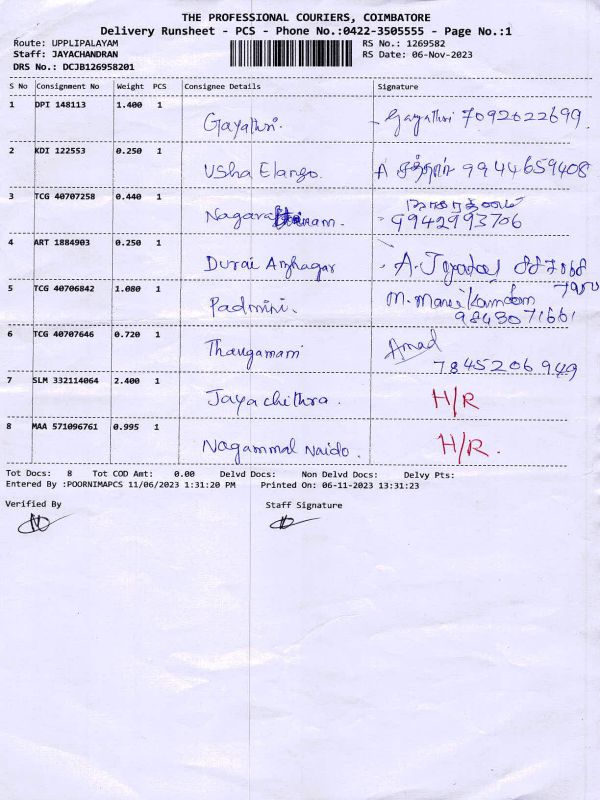 THE PROFESSIONAL COURIERS, COIMBATORE
Delivery Runsheet - PCS - Phone No.:0422-3505555 - Page No.:1
Route: UPPLIPALAYAM RS No.: 1269582
Staff: JAYACHANDRAN RS Date: 06-Nov-2023
DRS No.: DCJB126958201
S No Consignment No Weight PCS Consignee Details Signature
1 DPI 148113 1.400 1 Gayathri. Gayathri 7092622699
2 KDI 122553 0.250 1 Usha Elango. 9944659408
3 TCG 40707258 0.440 1 9942993706
4 ART 1884903 0.250 1 Durai Azhagar
5 TCG 40706842 1.080 1 Padmini. M. Manikandam
9843071661
6 TCG 40707646 0.720 1 Thangamani
7845206949
7 SLM 332114064 2.400 1 Jayachithra. H/R
8 MAA 571096761 0.995 1 Nagammal Naido. H/R.
Tot Docs: 8 Tot COD Amt: 0.00 Delvd Docs: Non Delvd Docs: Delvy Pts:
Entered By :POORNIMAPCS 11/06/2023 1:31:20 PM Printed On: 06-11-2023 13:31:23
Verified By Staff Signature